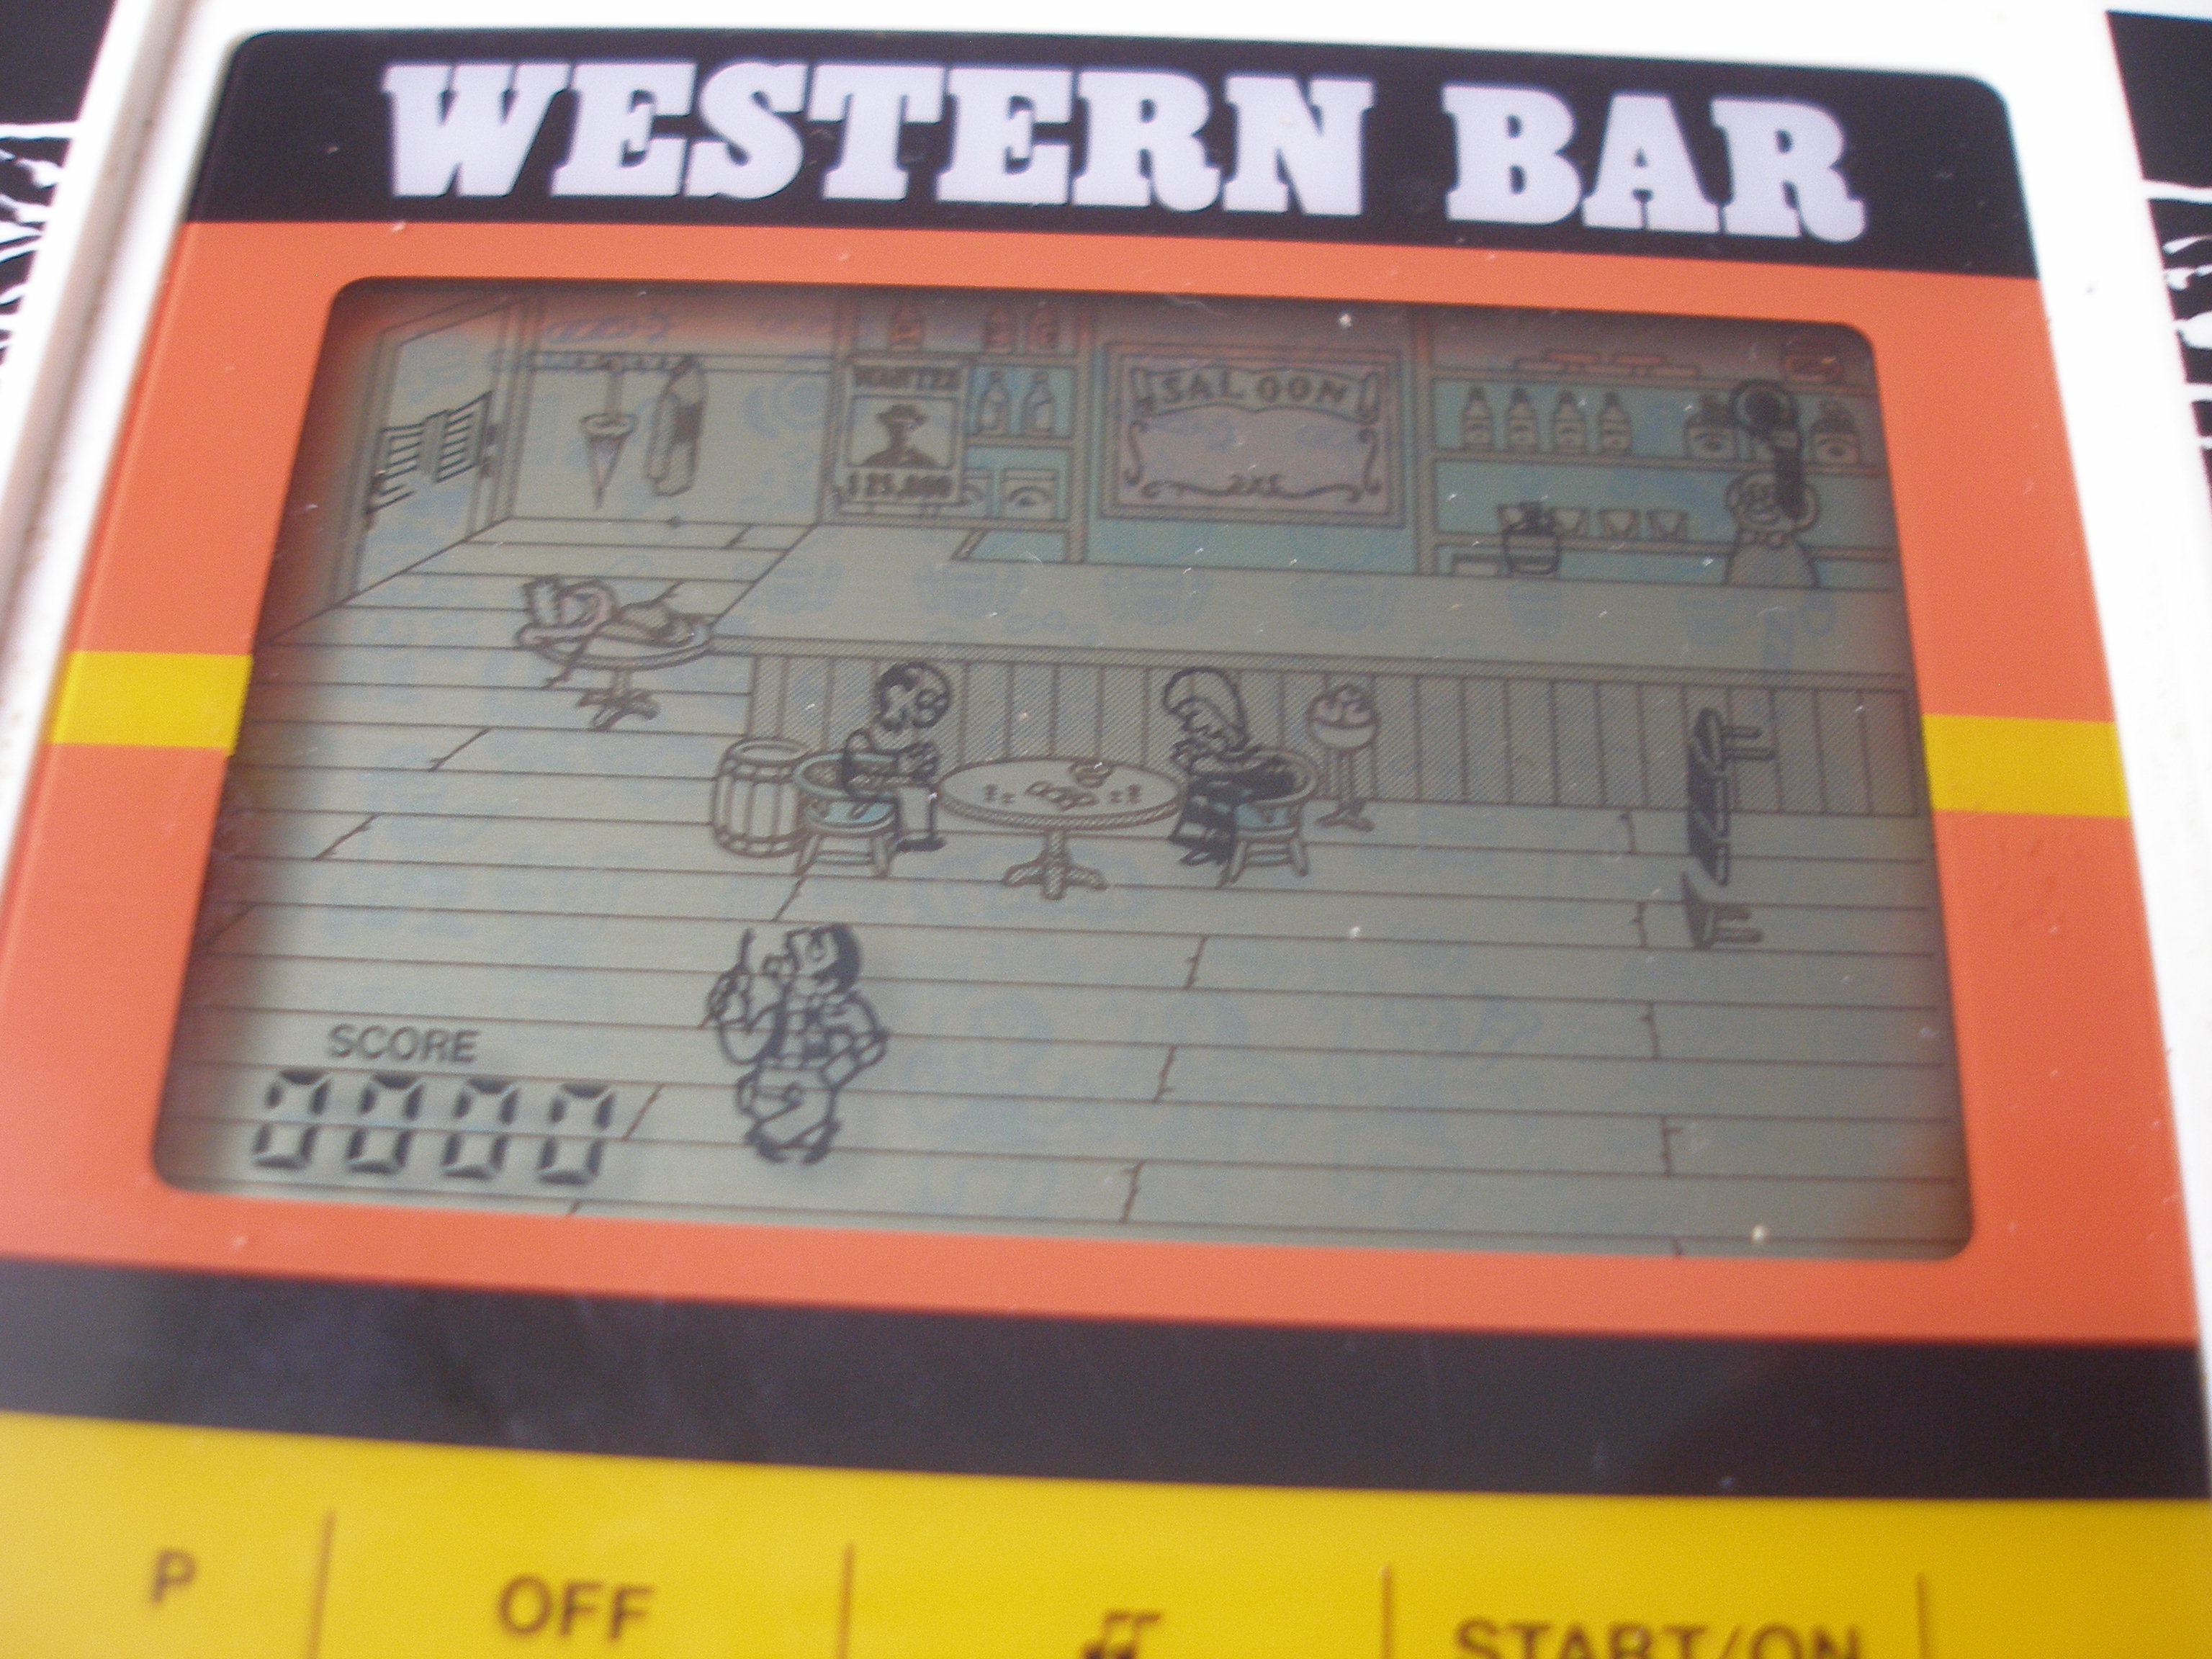 WESTERN BAR
WANTED
$25,000
SALOON
SCORE
0000
P
OFF
START/ON